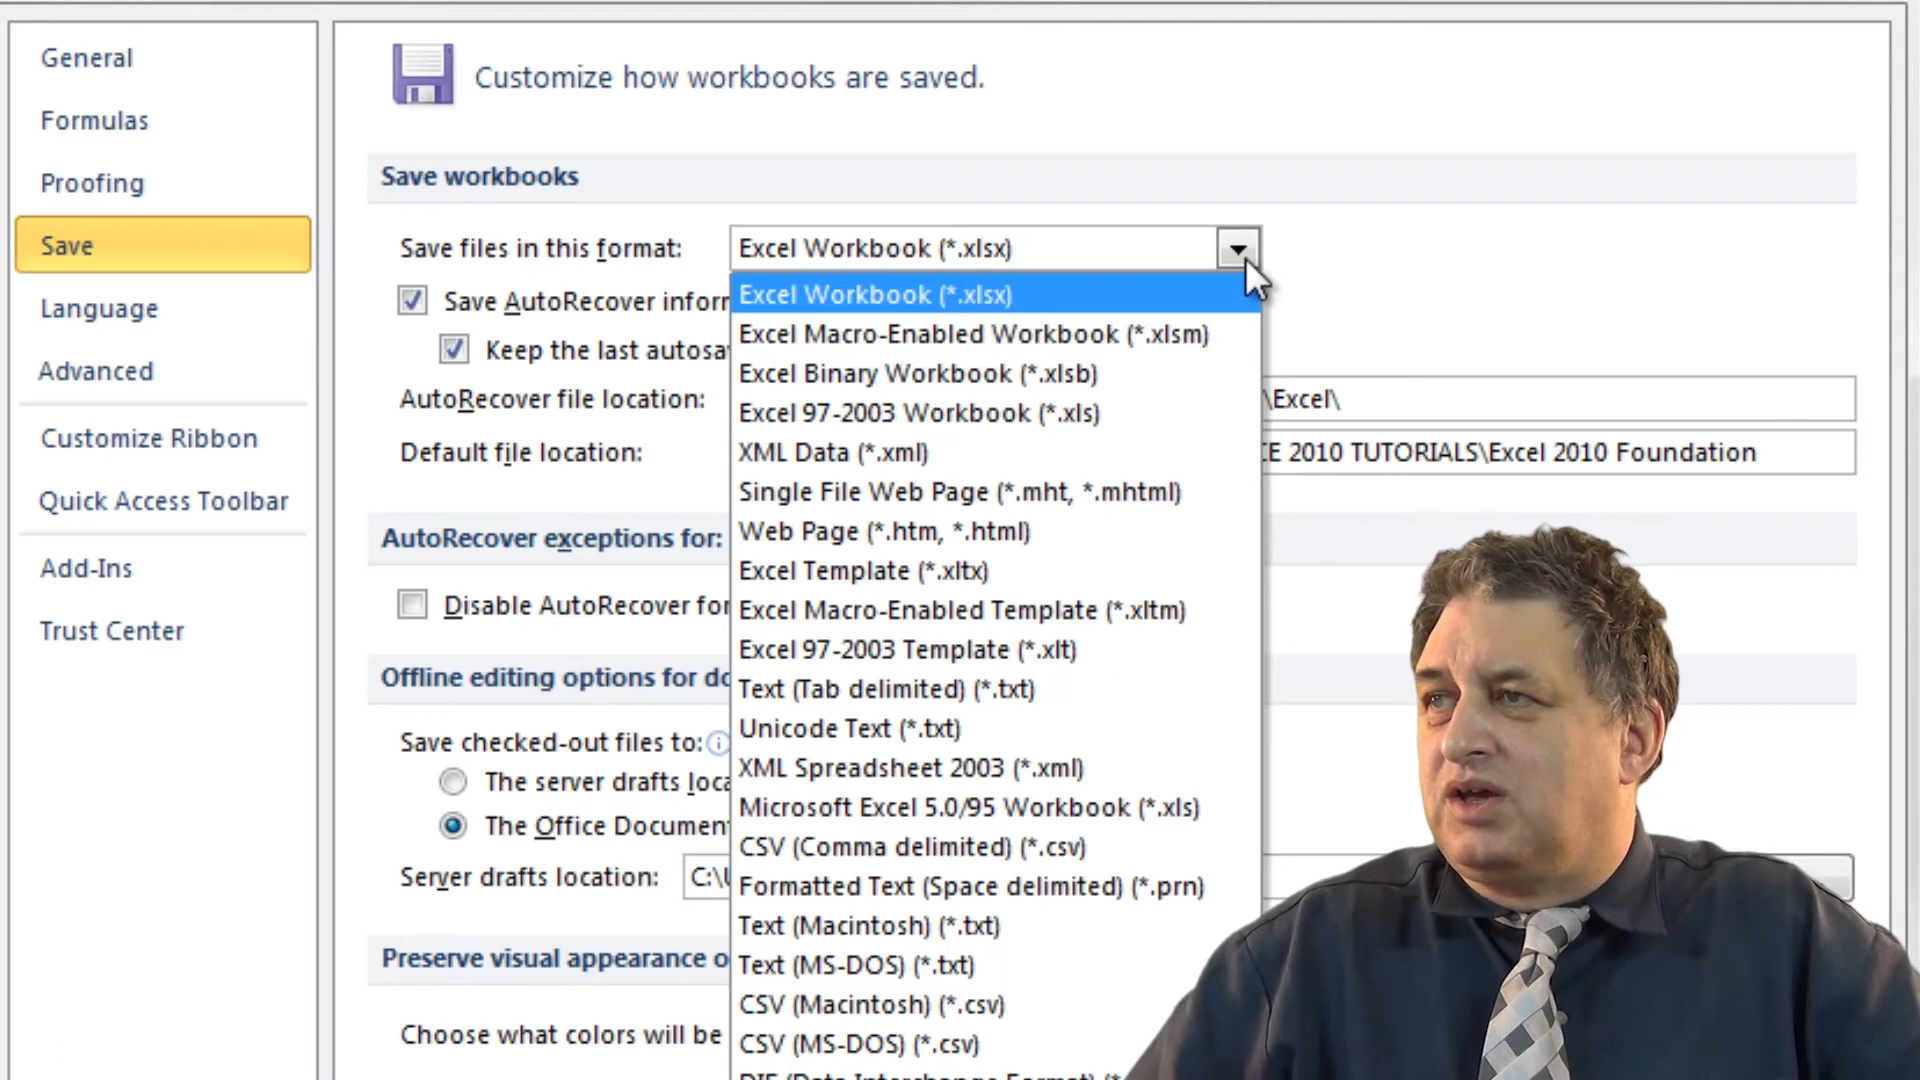 General
Formulas
Proofing
Save
Language
Advanced
Customize Ribbon
Quick Access Toolbar
Add-Ins
Trust Center
Customize how workbooks are saved.
Save workbooks
Save files in this format:
Excel Workbook (*.xlsx)
Save AutoRecover inforr
Keep the last autosa
AutoRecover file location:
\Excel\
Default file location:
E 2010 TUTORIALS\Excel 2010 Foundation
AutoRecover exceptions for:
Disable AutoRecover for
Offline editing options for do
Save checked-out files to:
The server drafts loca
The Office Document
Server drafts location:
C:\U
Preserve visual appearance o
Choose what colors will be
Excel Workbook (*.xlsx)
Excel Macro-Enabled Workbook (*.xlsm)
Excel Binary Workbook (*.xlsb)
Excel 97-2003 Workbook (*.xls)
XML Data (*.xml)
Single File Web Page (*.mht, *.mhtml)
Web Page (*.htm, *.html)
Excel Template (*.xltx)
Excel Macro-Enabled Template (*.xltm)
Excel 97-2003 Template (*.xlt)
Text (Tab delimited) (*.txt)
Unicode Text (*.txt)
XML Spreadsheet 2003 (*.xml)
Microsoft Excel 5.0/95 Workbook (*.xls)
CSV (Comma delimited) (*.csv)
Formatted Text (Space delimited) (*.prn)
Text (Macintosh) (*.txt)
Text (MS-DOS) (*.txt)
CSV (Macintosh) (*.csv)
CSV (MS-DOS) (*.csv)
DIF (Data Interchange Format) (*